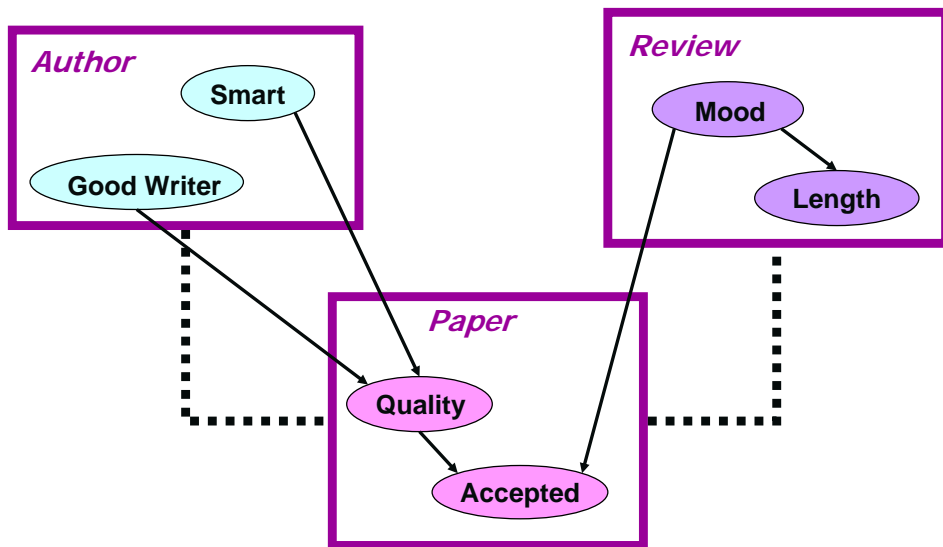 Author
Smart
Good Writer
Review
Mood
Length
Paper
Quality
Accepted